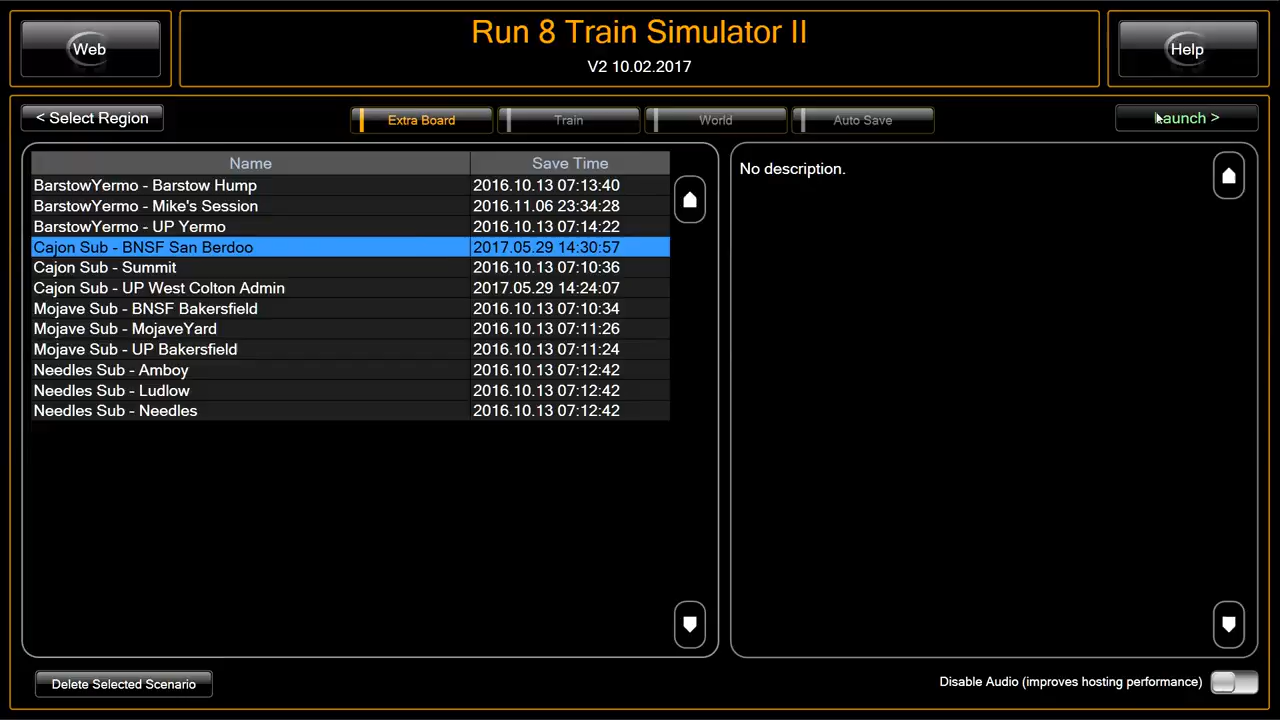 Web
Run 8 Train Simulator II
V2 10.02.2017
Help
< Select Region
Extra Board
Train
World
Auto Save
Launch >
Name Save Time
BarstowYermo - Barstow Hump 2016.10.13 07:13:40
BarstowYermo - Mike's Session 2016.11.06 23:34:28
BarstowYermo - UP Yermo 2016.10.13 07:14:22
Cajon Sub - BNSF San Berdoo 2017.05.29 14:30:57
Cajon Sub - Summit 2016.10.13 07:10:36
Cajon Sub - UP West Colton Admin 2017.05.29 14:24:07
Mojave Sub - BNSF Bakersfield 2016.10.13 07:10:34
Mojave Sub - MojaveYard 2016.10.13 07:11:26
Mojave Sub - UP Bakersfield 2016.10.13 07:11:24
Needles Sub - Amboy 2016.10.13 07:12:42
Needles Sub - Ludlow 2016.10.13 07:12:42
Needles Sub - Needles 2016.10.13 07:12:42
No description.
Delete Selected Scenario
Disable Audio (improves hosting performance)